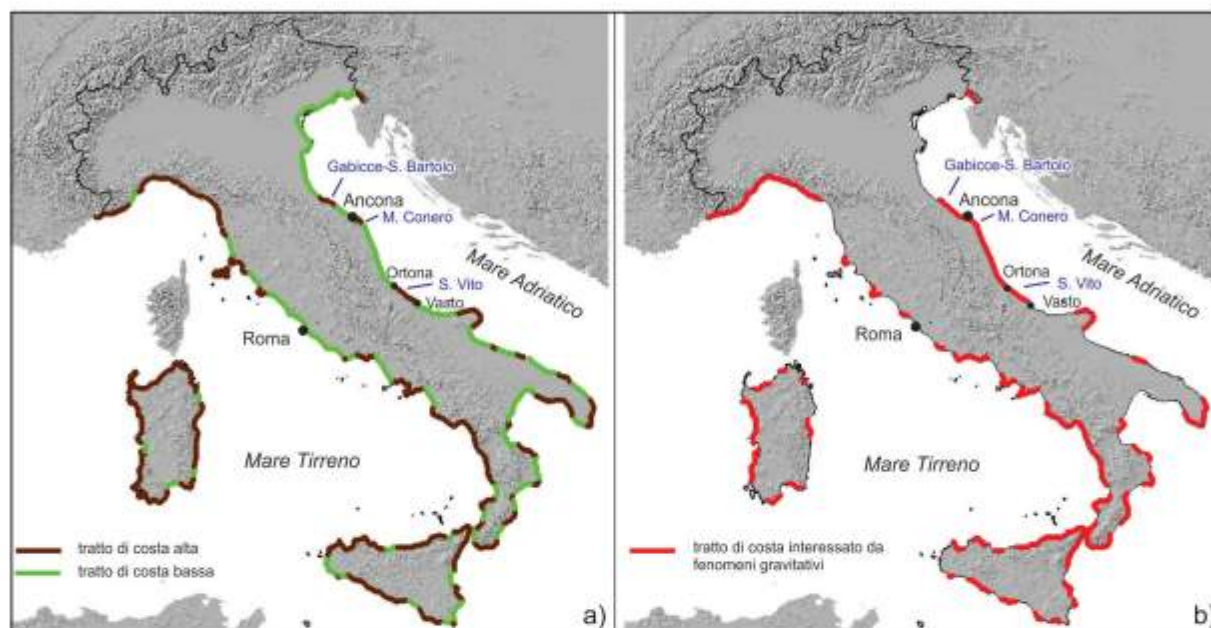 Gabicce-S. Bartolo
Ancona
M. Conero
Mare Adriatico
Ortona
S. Vito
Vasto
Roma
Mare Tirreno
tratto di costa alta
tratto di costa bassa
a)
Gabicce-S. Bartolo
Ancona
M. Conero
Mare Adriatico
Ortona
S. Vito
Vasto
Roma
Mare Tirreno
tratto di costa interessato da
fenomeni gravitativi
b)